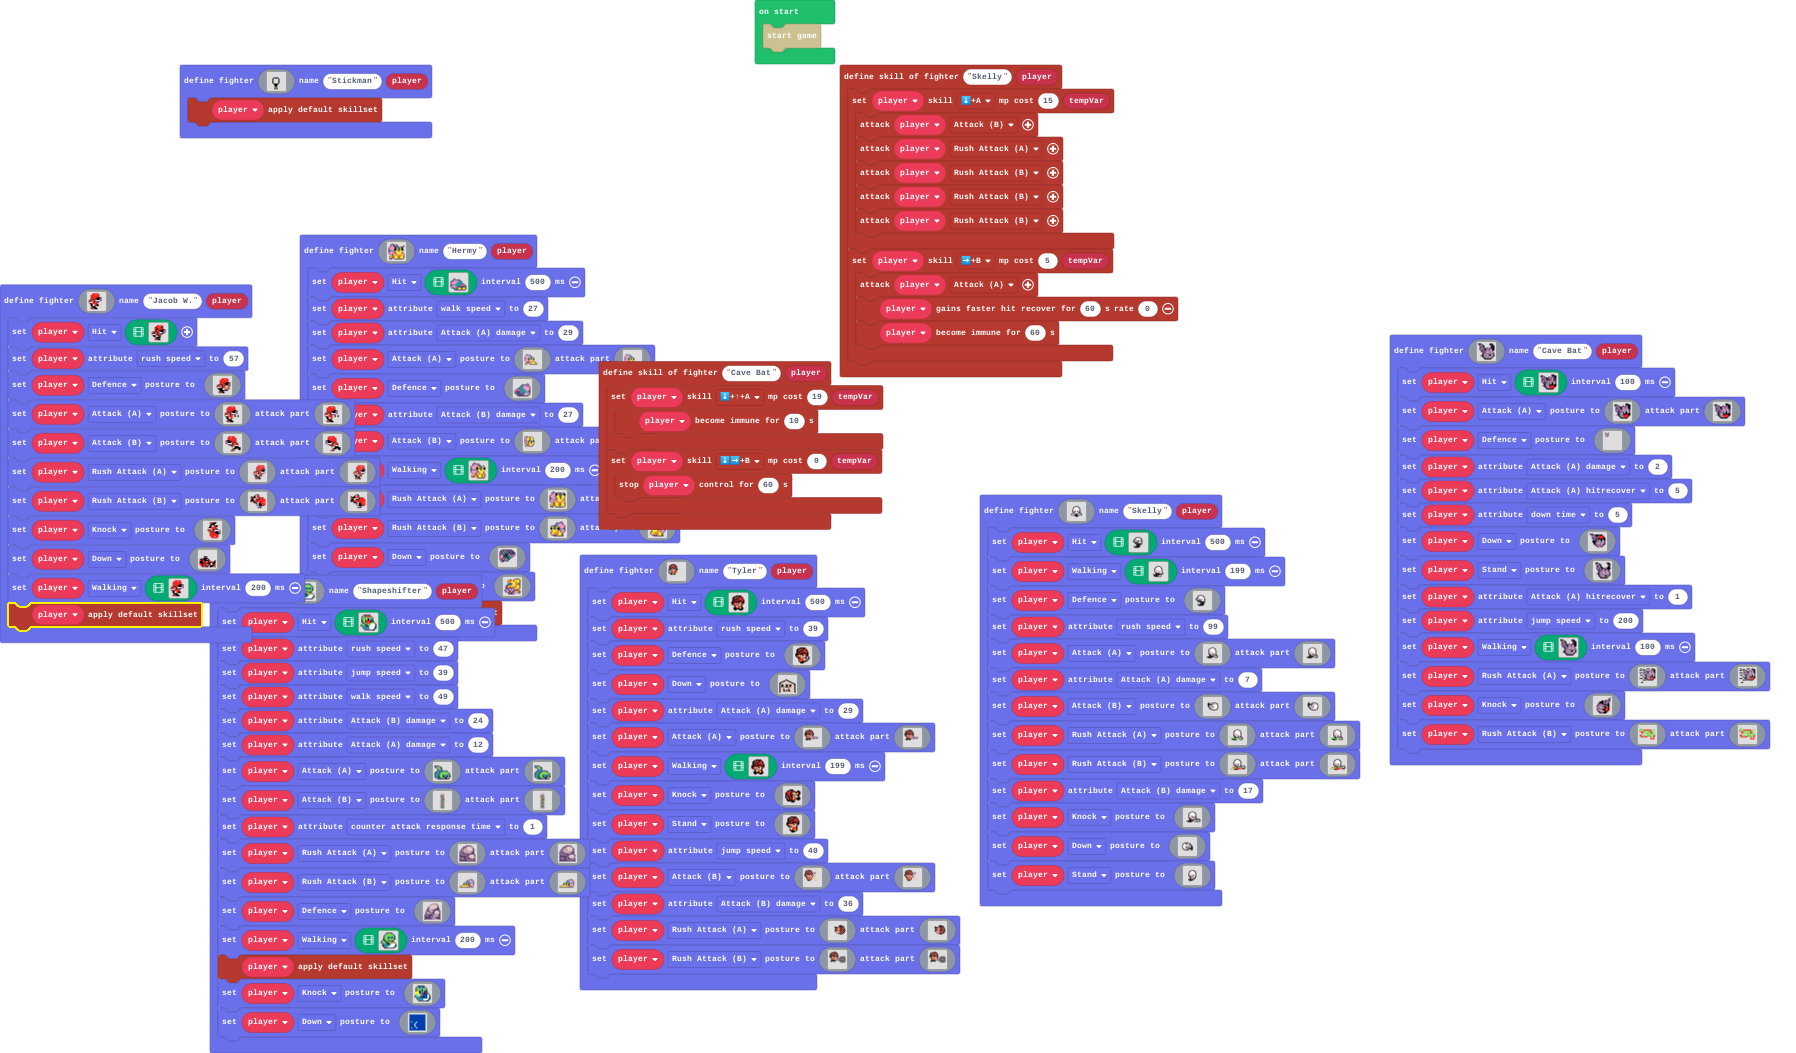 on start
start game
define fighter name "Stickman" player
player apply default skillset
define skill of fighter "Skelly" player
set player skill ⬇️+A mp cost 15 tempVar
attack player Attack (B)
attack player Rush Attack (A)
attack player Rush Attack (B)
attack player Rush Attack (B)
attack player Rush Attack (B)
set player skill ➡️+B mp cost 5 tempVar
attack player Attack (A)
player gains faster hit recover for 60 s rate 0
player become immune for 60 s
define fighter name "Hermy" player
set player Hit interval 500 ms
set player attribute walk speed to 27
set player attribute Attack (A) damage to 29
set player Attack (A) posture to attack part
set player Defence posture to
attribute Attack (B) damage to 27
Attack (B) posture to attack pa
Walking interval 200 ms
Rush Attack (A) posture to atta
set player Rush Attack (B) posture to atta
set player Down posture to
define fighter name "Jacob W." player
set player Hit
set player attribute rush speed to 57
set player Defence posture to
set player Attack (A) posture to attack part
set player Attack (B) posture to attack part
set player Rush Attack (A) posture to attack part
set player Rush Attack (B) posture to attack part
set player Knock posture to
set player Down posture to
set player Walking interval 200 ms
player apply default skillset
define skill of fighter "Cave Bat" player
set player skill ⬇️+↑+A mp cost 19 tempVar
player become immune for 10 s
set player skill ⬇️➡️+B mp cost 0 tempVar
stop player control for 60 s
name "Shapeshifter" player
set player Hit interval 500 ms
set player attribute rush speed to 47
set player attribute jump speed to 39
set player attribute walk speed to 49
set player attribute Attack (B) damage to 24
set player attribute Attack (A) damage to 12
set player Attack (A) posture to attack part
set player Attack (B) posture to attack part
set player attribute counter attack response time to 1
set player Rush Attack (A) posture to attack part
set player Rush Attack (B) posture to attack part
set player Defence posture to
set player Walking interval 200 ms
player apply default skillset
set player Knock posture to
set player Down posture to
define fighter name "Tyler" player
set player Hit interval 500 ms
set player attribute rush speed to 39
set player Defence posture to
set player Down posture to
set player attribute Attack (A) damage to 29
set player Attack (A) posture to attack part
set player Walking interval 199 ms
set player Knock posture to
set player Stand posture to
set player attribute jump speed to 40
set player Attack (B) posture to attack part
set player attribute Attack (B) damage to 36
set player Rush Attack (A) posture to attack part
set player Rush Attack (B) posture to attack part
define fighter name "Skelly" player
set player Hit interval 500 ms
set player Walking interval 199 ms
set player Defence posture to
set player attribute rush speed to 99
set player Attack (A) posture to attack part
set player attribute Attack (A) damage to 7
set player Attack (B) posture to attack part
set player Rush Attack (A) posture to attack part
set player Rush Attack (B) posture to attack part
set player attribute Attack (B) damage to 17
set player Knock posture to
set player Down posture to
set player Stand posture to
define fighter name "Cave Bat" player
set player Hit interval 100 ms
set player Attack (A) posture to attack part
set player Defence posture to
set player attribute Attack (A) damage to 2
set player attribute Attack (A) hitrecover to 5
set player attribute down time to 5
set player Down posture to
set player Stand posture to
set player attribute Attack (A) hitrecover to 1
set player attribute jump speed to 200
set player Walking interval 100 ms
set player Rush Attack (A) posture to attack part
set player Knock posture to
set player Rush Attack (B) posture to attack part